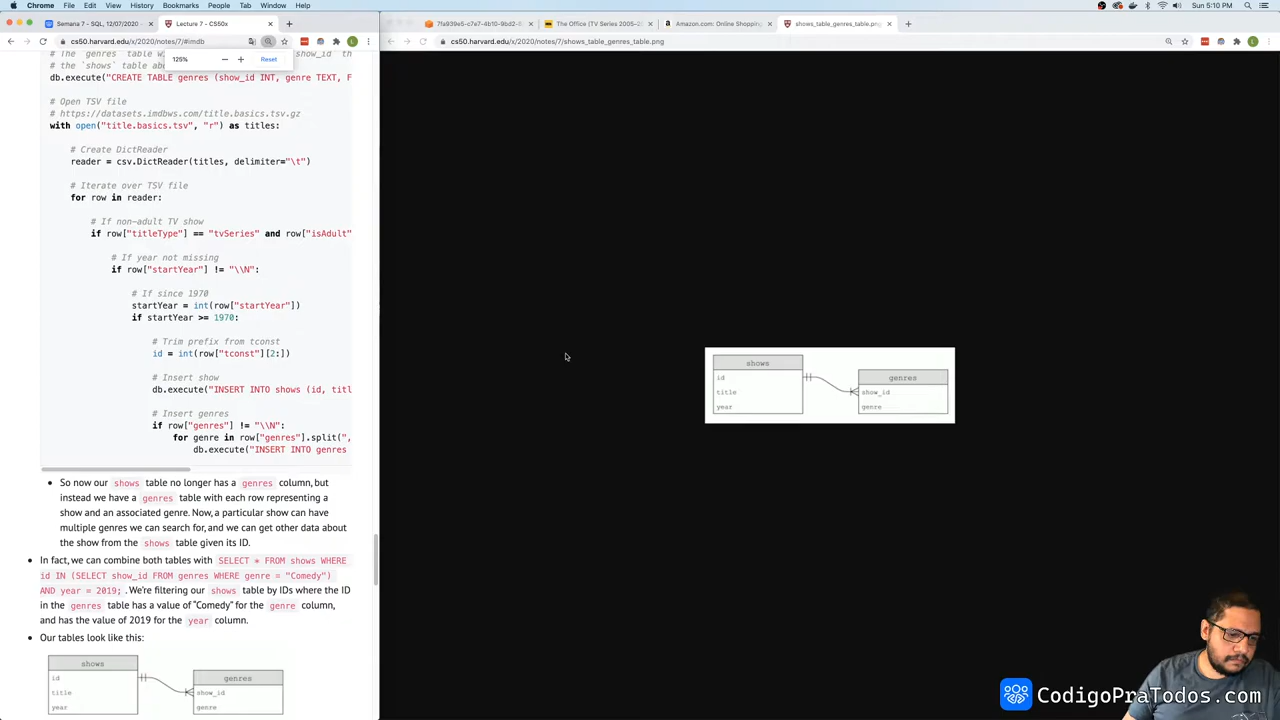 Chrome File Edit View History Bookmarks People Tab Window Help
Sun 5:10 PM
Semana 7 - SQL, 12/07/2020
Lecture 7 - CS50x
cs50.harvard.edu/x/2020/notes/7/#imdb
125% Reset
7fa939e5-c7e7-4b10-9bd2-8
The Office (TV Series 2005–2
Amazon.com: Online Shopping
shows_table_genres_table.png
cs50.harvard.edu/x/2020/notes/7/shows_table_genres_table.png
# the `shows` table abo
db.execute("CREATE TABLE genres (show_id INT, genre TEXT, F
# Open TSV file
# https://datasets.imdbws.com/title.basics.tsv.gz
with open("title.basics.tsv", "r") as titles:
# Create DictReader
reader = csv.DictReader(titles, delimiter="\t")
# Iterate over TSV file
for row in reader:
# If non-adult TV show
if row["titleType"] == "tvSeries" and row["isAdult"
# If year not missing
if row["startYear"] != "\\N":
# If since 1970
startYear = int(row["startYear"])
if startYear >= 1970:
# Trim prefix from tconst
id = int(row["tconst"][2:])
# Insert show
db.execute("INSERT INTO shows (id, titl
# Insert genres
if row["genres"] != "\\N":
for genre in row["genres"].split(",
db.execute("INSERT INTO genres
So now our shows table no longer has a genres column, but
instead we have a genres table with each row representing a
show and an associated genre. Now, a particular show can have
multiple genres we can search for, and we can get other data about
the show from the shows table given its ID.
In fact, we can combine both tables with SELECT * FROM shows WHERE
id IN (SELECT show_id FROM genres WHERE genre = "Comedy")
AND year = 2019; . We're filtering our shows table by IDs where the ID
in the genres table has a value of “Comedy” for the genre column,
and has the value of 2019 for the year column.
Our tables look like this:
shows
id
title
year
genres
show_id
genre
shows
id
title
year
genres
show_id
genre
CodigoPraTodos.com